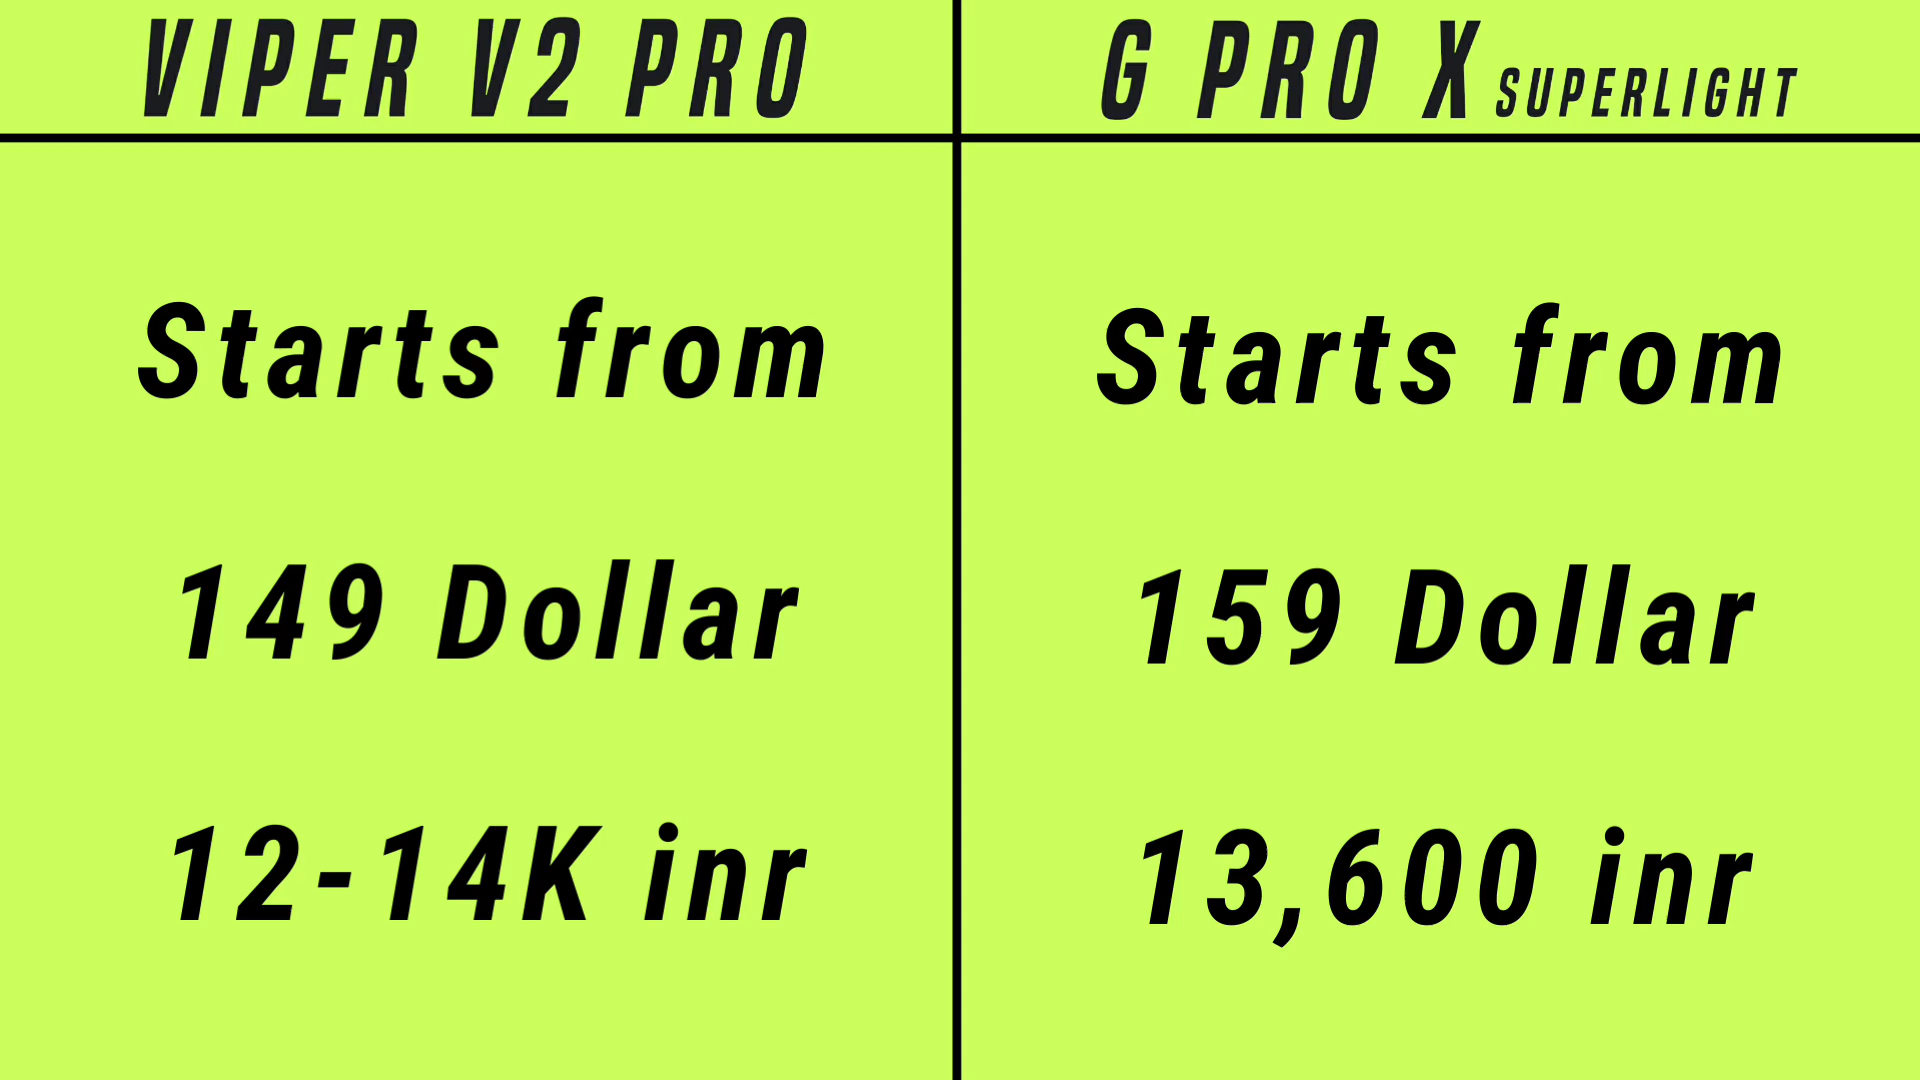 VIPER V2 PRO
G PRO X SUPERLIGHT
Starts from
149 Dollar
12-14K inr
Starts from
159 Dollar
13,600 inr